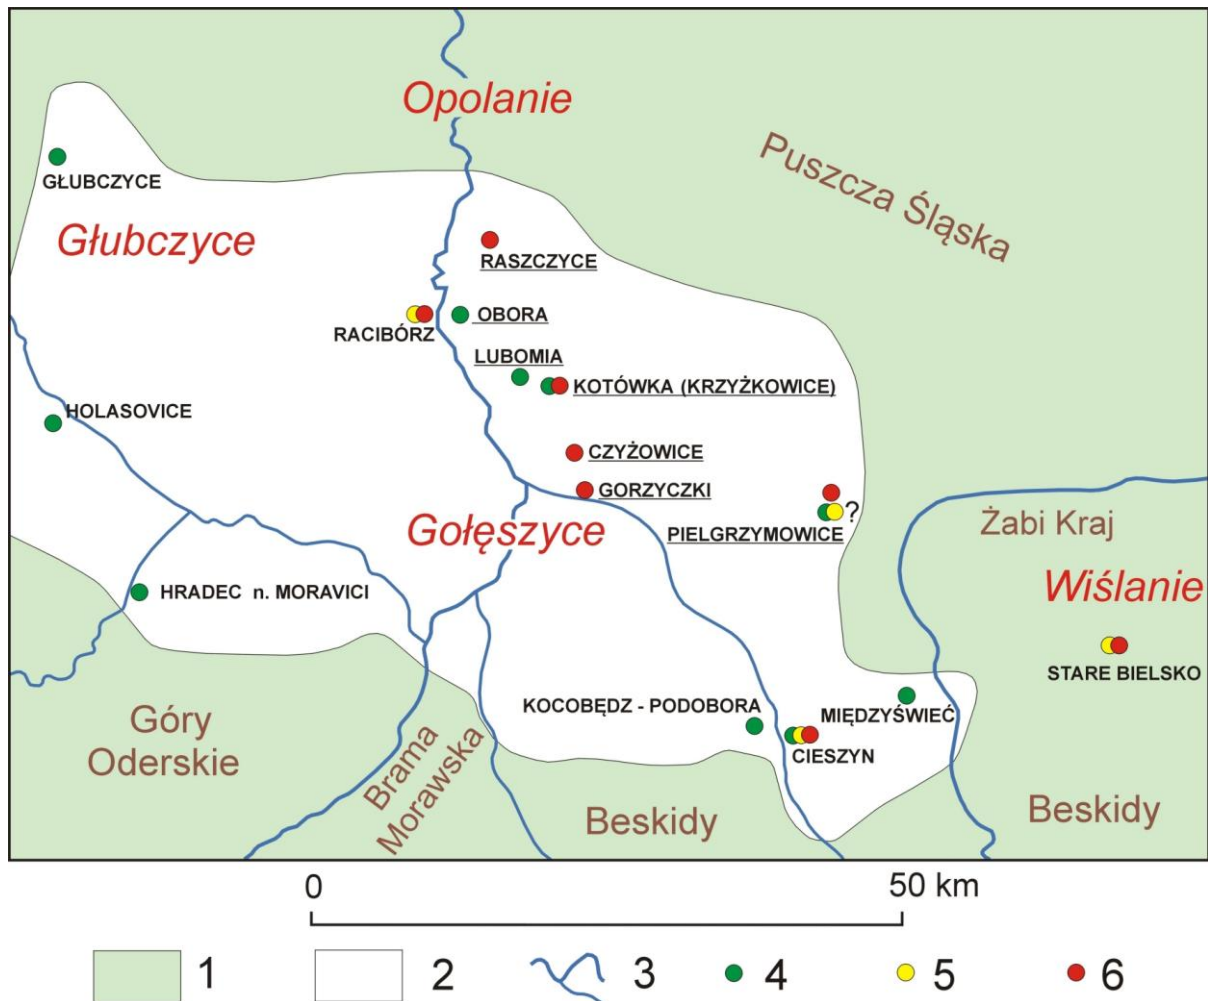 Opolanie
Puszcza Śląska
GŁUBCZYCE
Głubczyce
RASZCZYCE
OBORA
RACIBÓRZ
LUBOMIA
KOTÓWKA (KRZYŻKOWICE)
HOLASOVICE
CZYŻOWICE
GORZYCZKI
?
PIELGRZYMOWICE
Gołęszyce
Żabi Kraj
Wiślanie
HRADEC n. MORAVICI
STARE BIELSKO
KOCOBĘDZ - PODOBORA
MIĘDZYŚWIEĆ
CIESZYN
Góry
Oderskie
Brama
Morawska
Beskidy
Beskidy
0
50 km
1
2
3
4
5
6